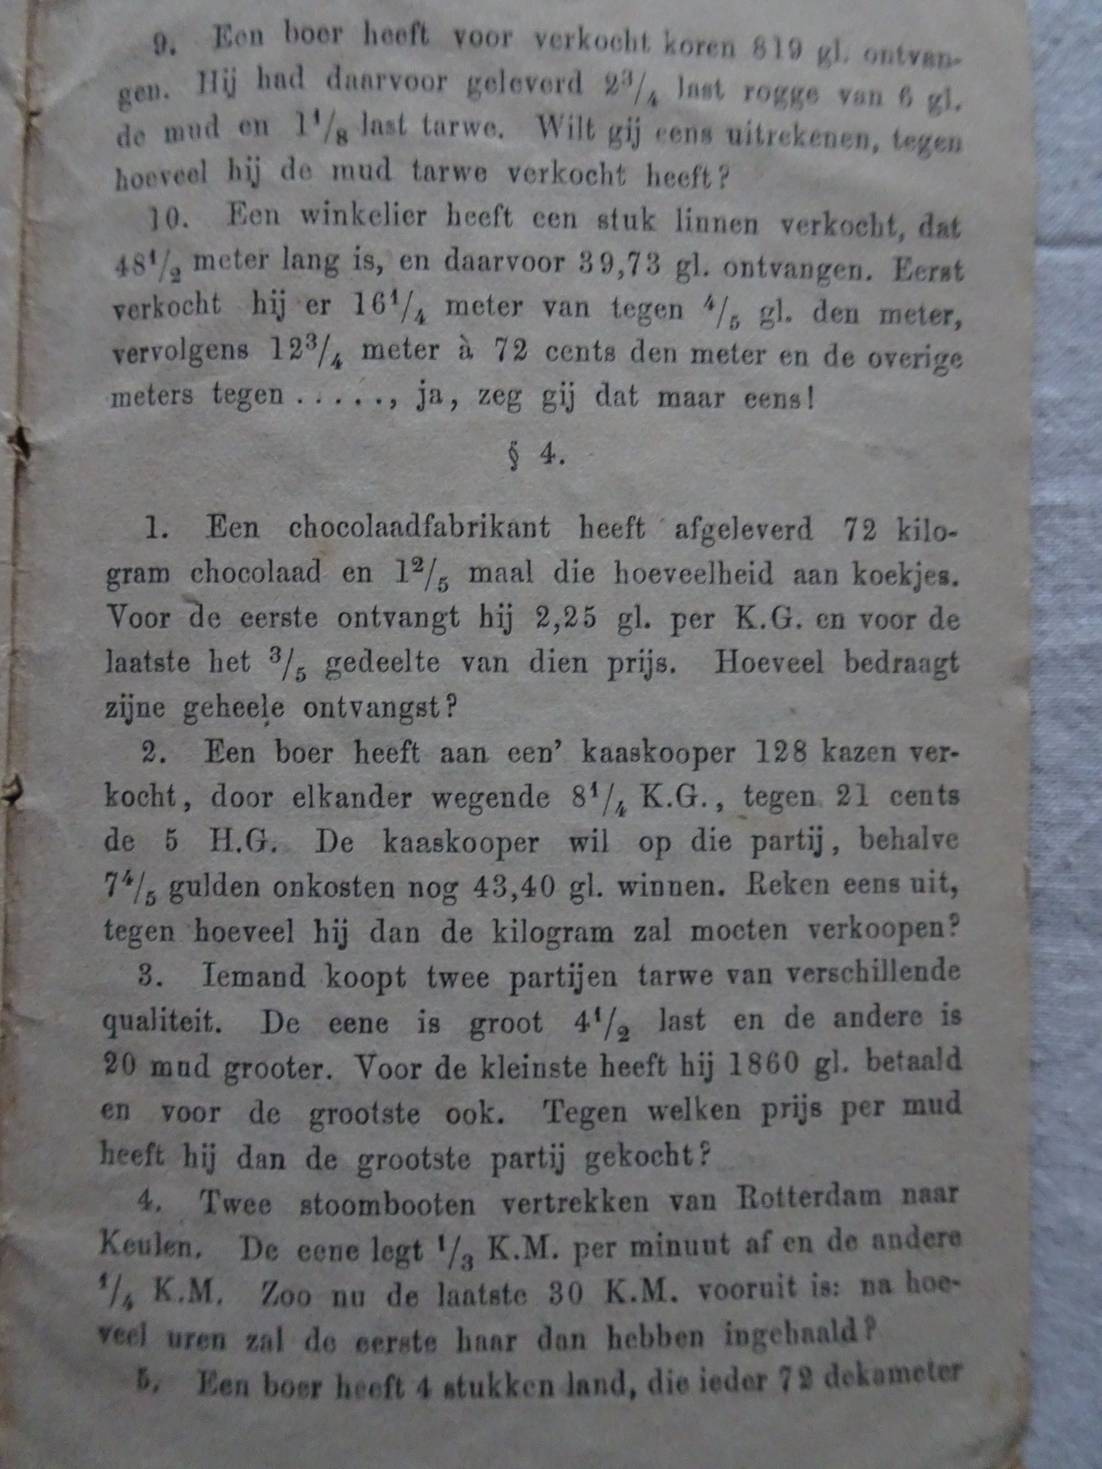 9. Een boer heeft voor verkocht koren 819 gl. ontvan-
gen. Hij had daarvoor geleverd 2³/₄ last rogge van 6 gl.
de mud en 1¹/₈ last tarwe. Wilt gij eens uitrekenen, tegen
hoeveel hij de mud tarwe verkocht heeft?
10. Een winkelier heeft een stuk linnen verkocht, dat
48¹/₂ meter lang is, en daarvoor 39,73 gl. ontvangen. Eerst
verkocht hij er 16¹/₄ meter van tegen ⁴/₅ gl. den meter,
vervolgens 12³/₄ meter à 72 cents den meter en de overige
meters tegen ....., ja, zeg gij dat maar eens!
§ 4.
1. Een chocolaadfabrikant heeft afgeleverd 72 kilo-
gram chocolaad en 1²/₅ maal die hoeveelheid aan koekjes.
Voor de eerste ontvangt hij 2,25 gl. per K.G. en voor de
laatste het ³/₅ gedeelte van dien prijs. Hoeveel bedraagt
zijne geheele ontvangst?
2. Een boer heeft aan een' kaaskooper 128 kazen ver-
kocht, door elkander wegende 8¹/₄ K.G., tegen 21 cents
de 5 H.G. De kaaskooper wil op die partij, behalve
7⁴/₅ gulden onkosten nog 43,40 gl. winnen. Reken eens uit,
tegen hoeveel hij dan de kilogram zal moeten verkoopen?
3. Iemand koopt twee partijen tarwe van verschillende
qualiteit. De eene is groot 4¹/₂ last en de andere is
20 mud grooter. Voor de kleinste heeft hij 1860 gl. betaald
en voor de grootste ook. Tegen welken prijs per mud
heeft hij dan de grootste partij gekocht?
4. Twee stoombooten vertrekken van Rotterdam naar
Keulen. De eene legt ¹/₃ K.M. per minuut af en de andere
¹/₄ K.M. Zoo nu de laatste 30 K.M. vooruit is: na hoe-
veel uren zal de eerste haar dan hebben ingehaald?
5. Een boer heeft 4 stukken land, die ieder 72 dekameter